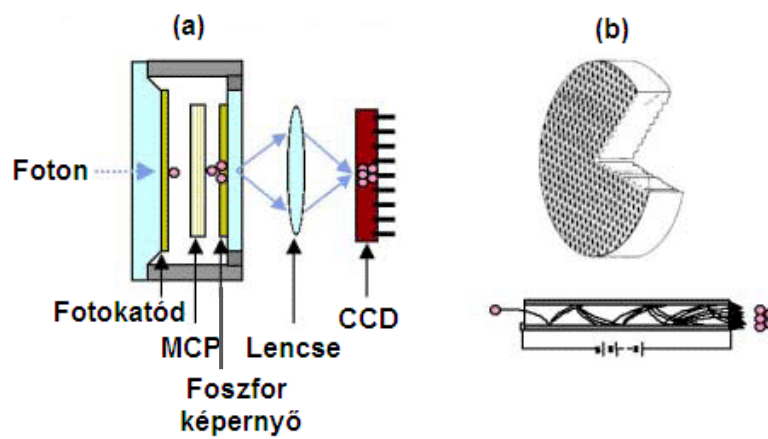 (a)
(b)
Foton
Fotokatód
MCP
Lencse
CCD
Foszfor
képernyő